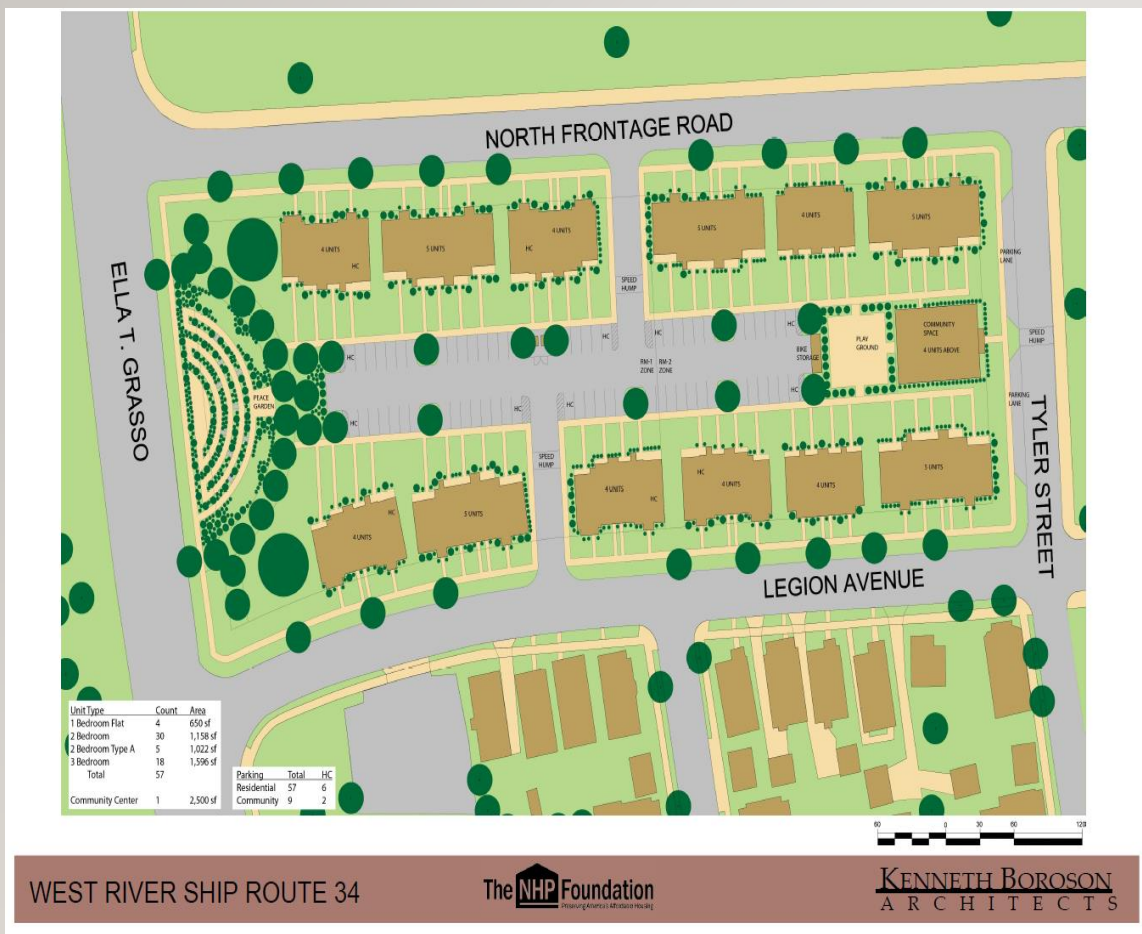 NORTH FRONTAGE ROAD
ELLA T. GRASSO
TYLER STREET
LEGION AVENUE
4 UNITS
HC
5 UNITS
4 UNITS
HC
5 UNITS
4 UNITS
5 UNITS
PARKING
LANE
SPEED
HUMP
SPEED
HUMP
HC
HC
HC
RM-1
ZONE
RM-2
ZONE
BIKE
STORAGE
PLAY
GROUND
COMMUNITY
SPACE
4 UNITS ABOVE
PEACE
GARDEN
HC
HC
HC
HC
PARKING
LANE
SPEED
HUMP
4 UNITS
HC
5 UNITS
4 UNITS
HC
HC
4 UNITS
4 UNITS
5 UNITS
Unit Type Count Area
1 Bedroom Flat 4 650 sf
2 Bedroom 30 1,158 sf
2 Bedroom Type A 5 1,022 sf
3 Bedroom 18 1,596 sf
Total 57
Community Center 1 2,500 sf
Parking Total HC
Residential 57 6
Community 9 2
60 0 30 60 120
WEST RIVER SHIP ROUTE 34
The NHP Foundation
Preserving America's Affordable Housing
KENNETH BOROSON
ARCHITECTS